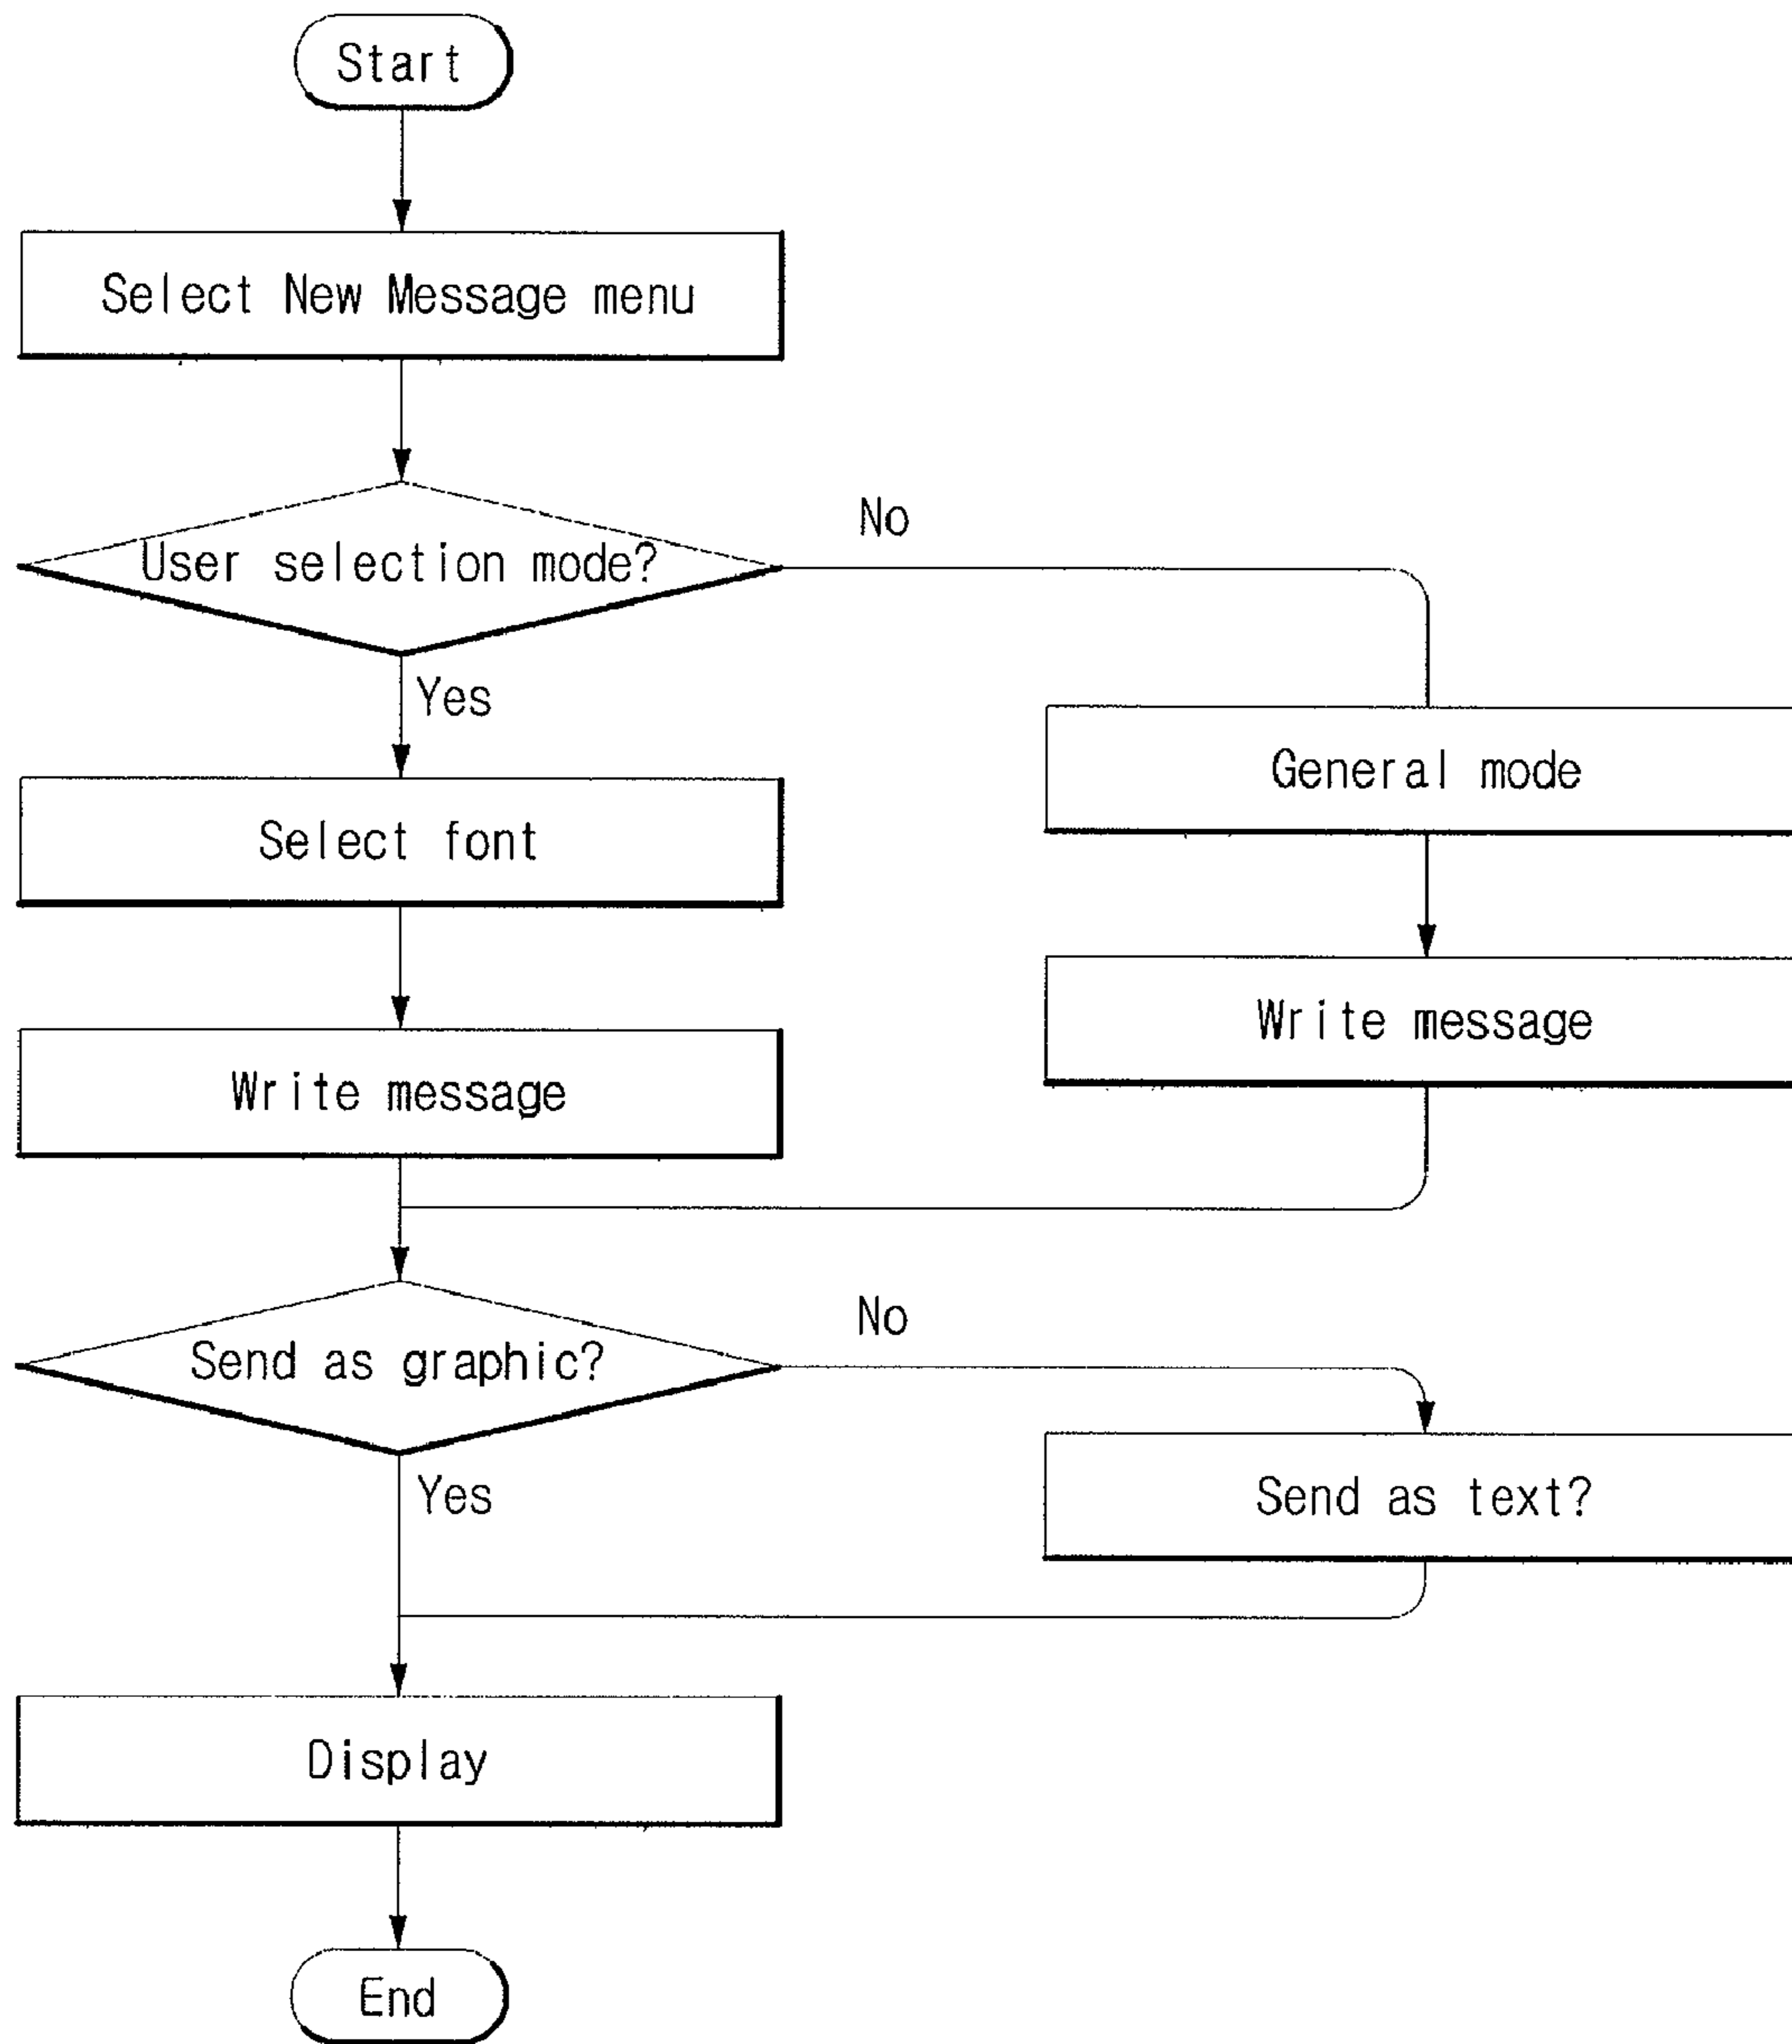 Start
Select New Message menu
User selection mode?
No
Yes
General mode
Select font
Write message
Write message
Send as graphic?
No
Yes
Send as text?
Display
End